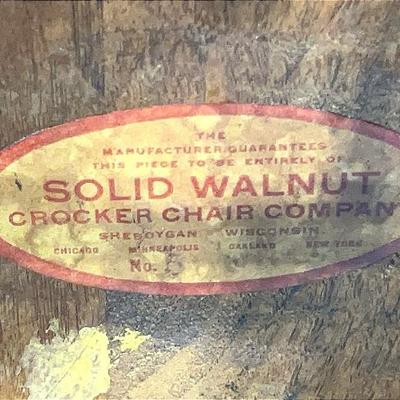 THE
MANUFACTURER GUARANTEES
THIS PIECE TO BE ENTIRELY OF
SOLID WALNUT
CROCKER CHAIR COMPAN
SHEBOYGAN WISCONSIN
CHICAGO MINNEAPOLIS OAKLAND NEW YORK
No.